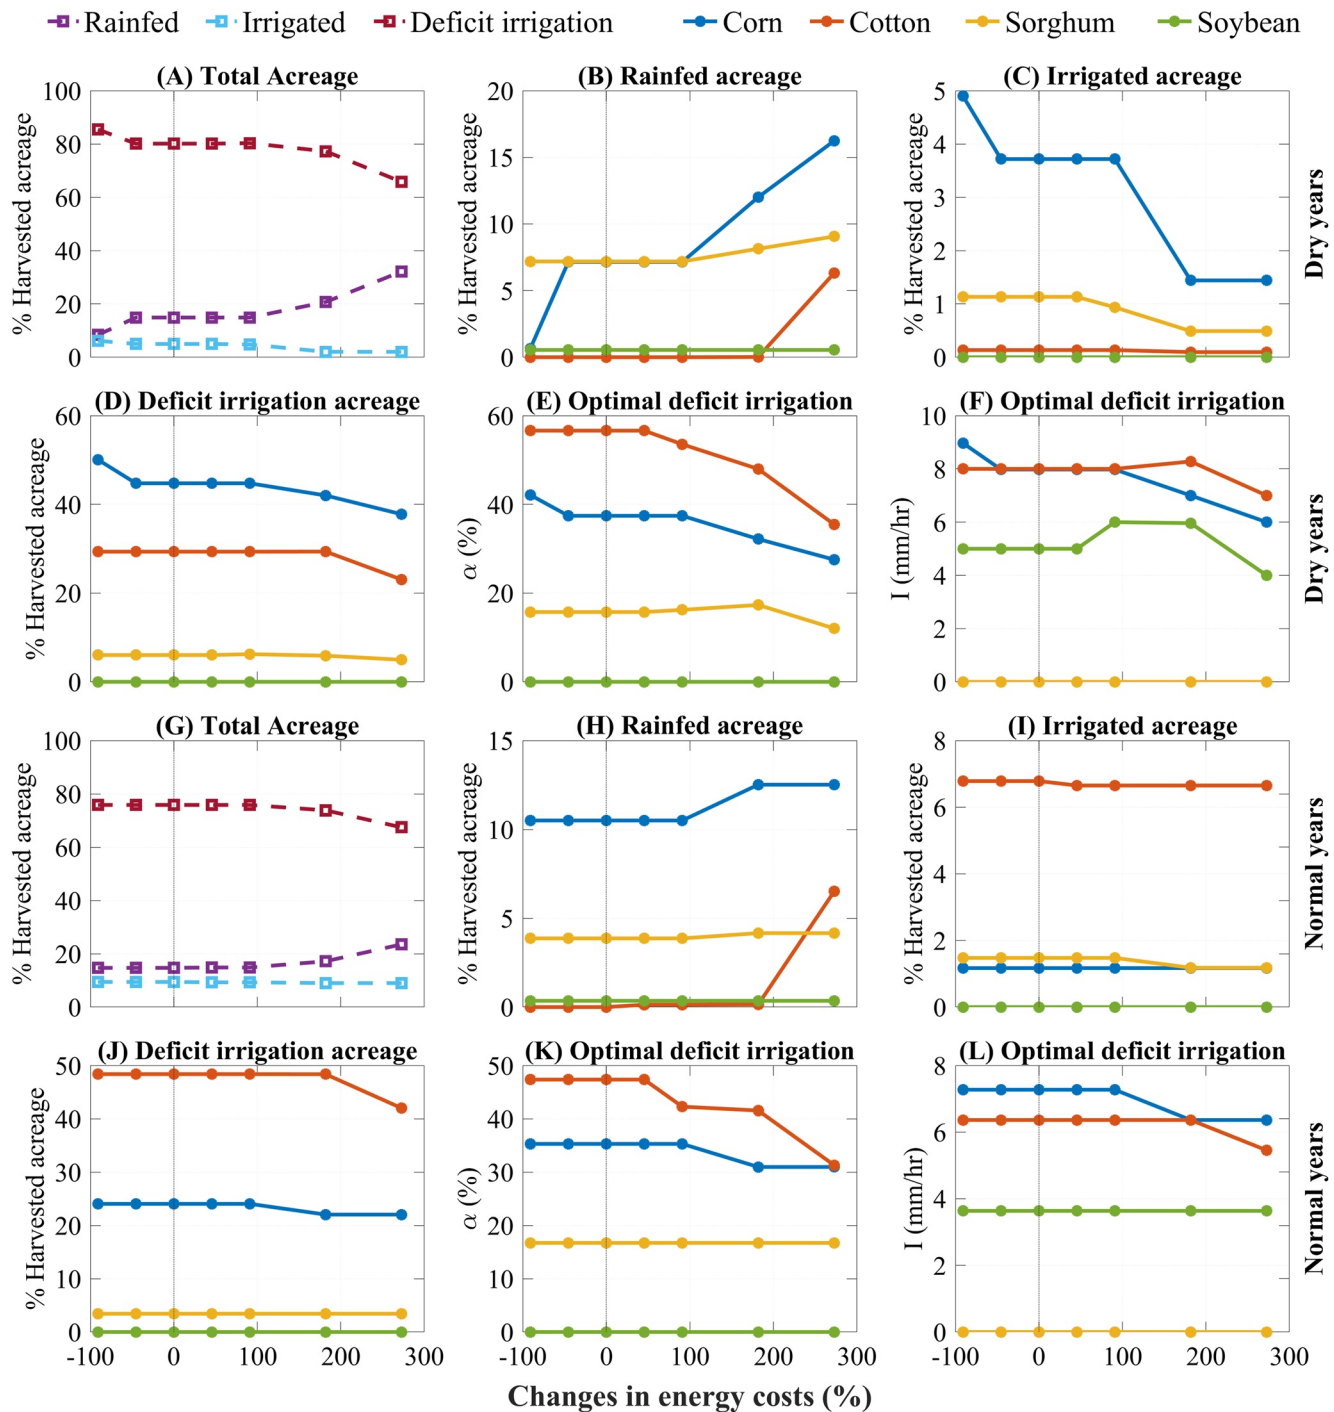 Rainfed Irrigated Deficit irrigation Corn Cotton Sorghum Soybean
(A) Total Acreage
(B) Rainfed acreage
(C) Irrigated acreage
% Harvested acreage
100
80
60
40
20
0
% Harvested acreage
20
15
10
5
0
% Harvested acreage
5
4
3
2
1
0
Dry years
(D) Deficit irrigation acreage
(E) Optimal deficit irrigation
(F) Optimal deficit irrigation
% Harvested acreage
60
40
20
0
α (%)
60
40
20
0
I (mm/hr)
10
8
6
4
2
0
Dry years
(G) Total Acreage
(H) Rainfed acreage
(I) Irrigated acreage
% Harvested acreage
100
80
60
40
20
0
% Harvested acreage
15
10
5
0
% Harvested acreage
8
6
4
2
0
Normal years
(J) Deficit irrigation acreage
(K) Optimal deficit irrigation
(L) Optimal deficit irrigation
% Harvested acreage
50
40
30
20
10
0
α (%)
50
40
30
20
10
0
I (mm/hr)
8
6
4
2
0
Normal years
-100 0 100 200 300
-100 0 100 200 300
-100 0 100 200 300
Changes in energy costs (%)